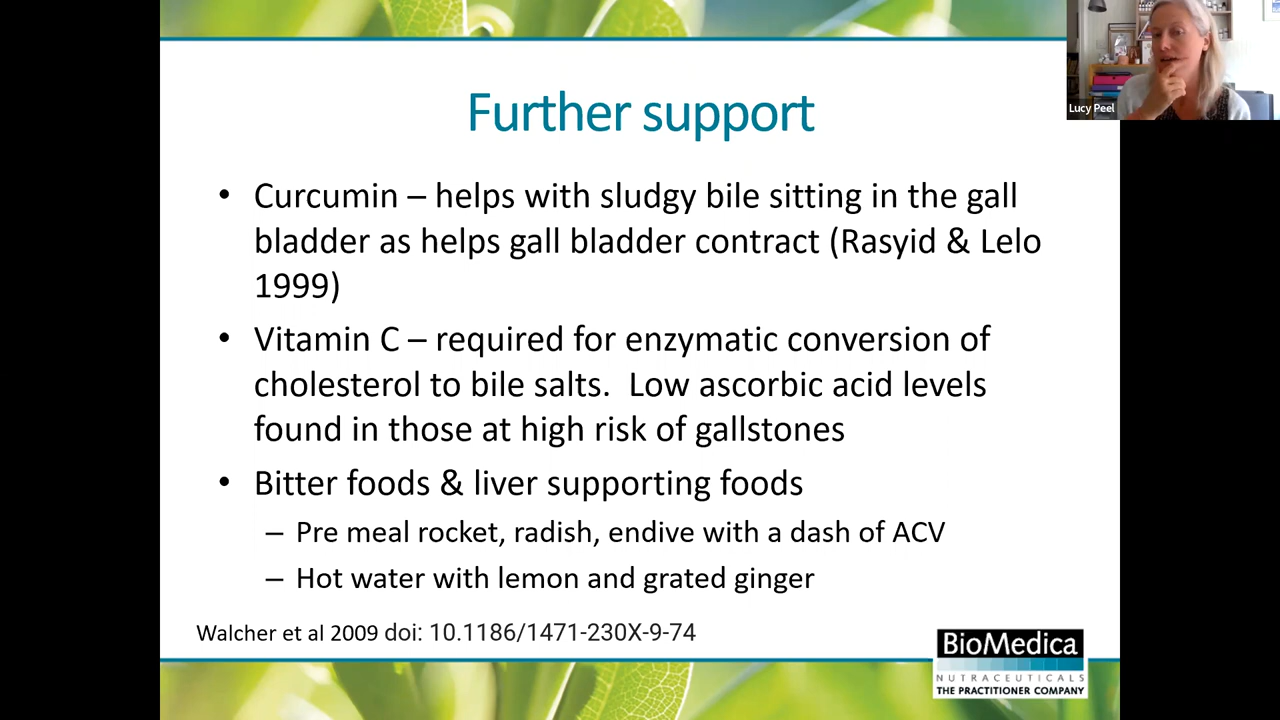 Lucy Peel
Further support
• Curcumin – helps with sludgy bile sitting in the gall
bladder as helps gall bladder contract (Rasyid & Lelo
1999)
• Vitamin C – required for enzymatic conversion of
cholesterol to bile salts.  Low ascorbic acid levels
found in those at high risk of gallstones
• Bitter foods & liver supporting foods
– Pre meal rocket, radish, endive with a dash of ACV
– Hot water with lemon and grated ginger
Walcher et al 2009 doi: 10.1186/1471-230X-9-74
BioMedica
NUTRACEUTICALS
THE PRACTITIONER COMPANY